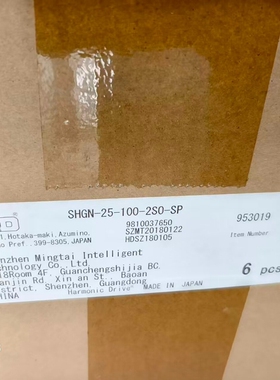 SHGN-25-100-2SO-SP
953019
9810037650
SZMT20180122
Item Number
Hotaka-maki, Azumino,
Pref. 399-8305, JAPAN
HDSZ180105
Mingtai Intelligent
Technology Co., Ltd.
Room 4F. Guanchengshijia BC.
Rd. Xin an St., Baoan
District, Shenzhen, Guangdong
CHINA
6 pcs
Harmonic Drive
MADE IN JAPAN